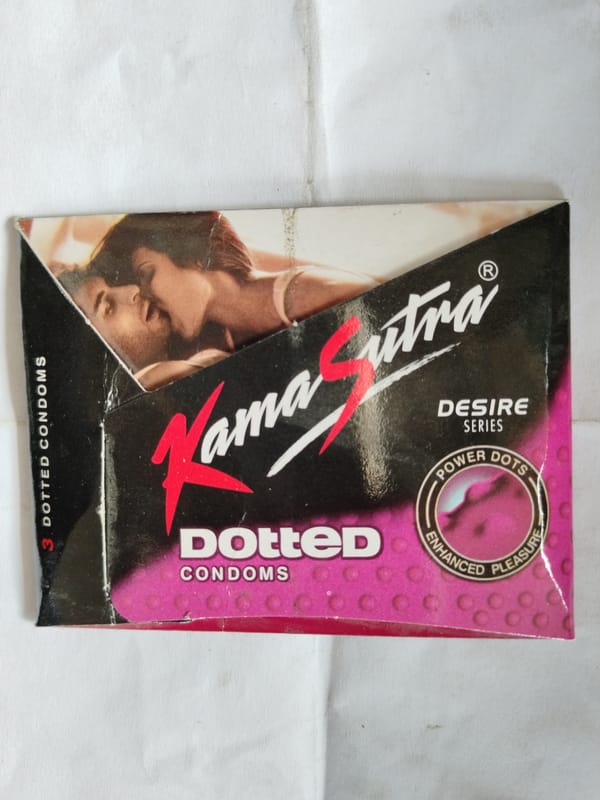 KamaSutra®
DESIRE
SERIES
POWER DOTS
ENHANCED PLEASURE
DOtteD
CONDOMS
3 DOTTED CONDOMS